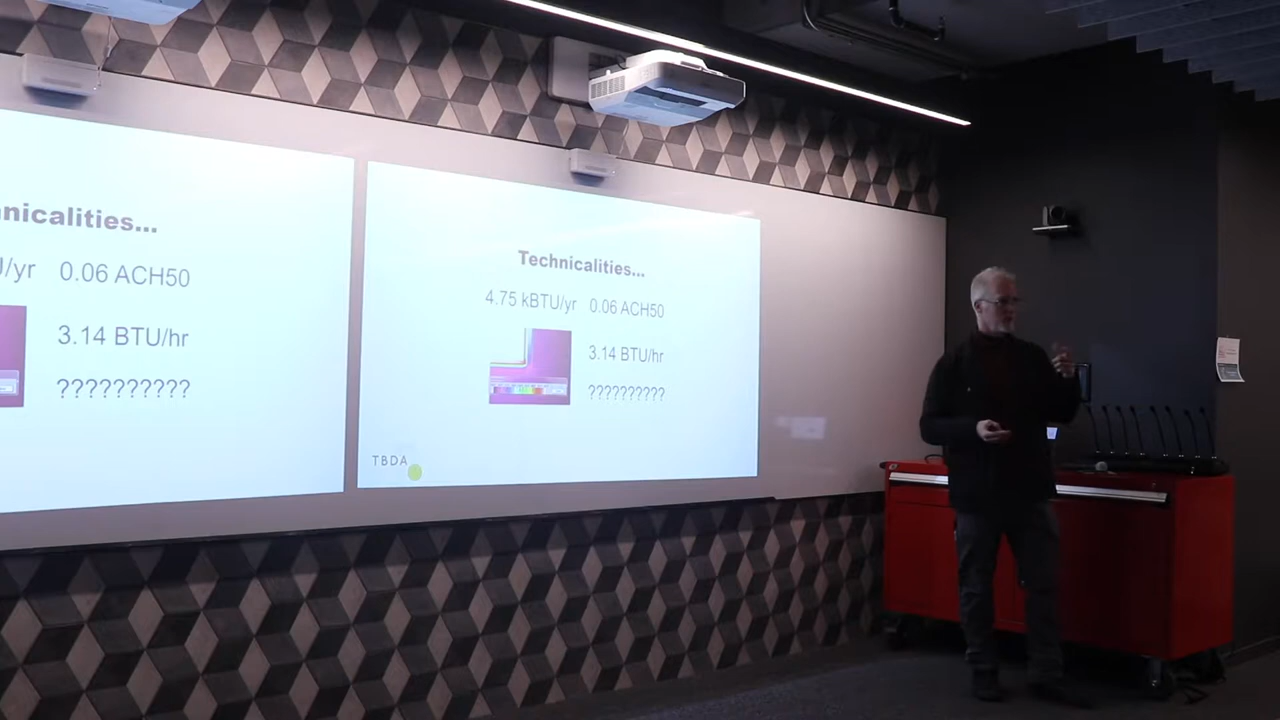 nicalities...
U/yr 0.06 ACH50
3.14 BTU/hr
??????????
Technicalities...
4.75 kBTU/yr 0.06 ACH50
3.14 BTU/hr
??????????
TBDA